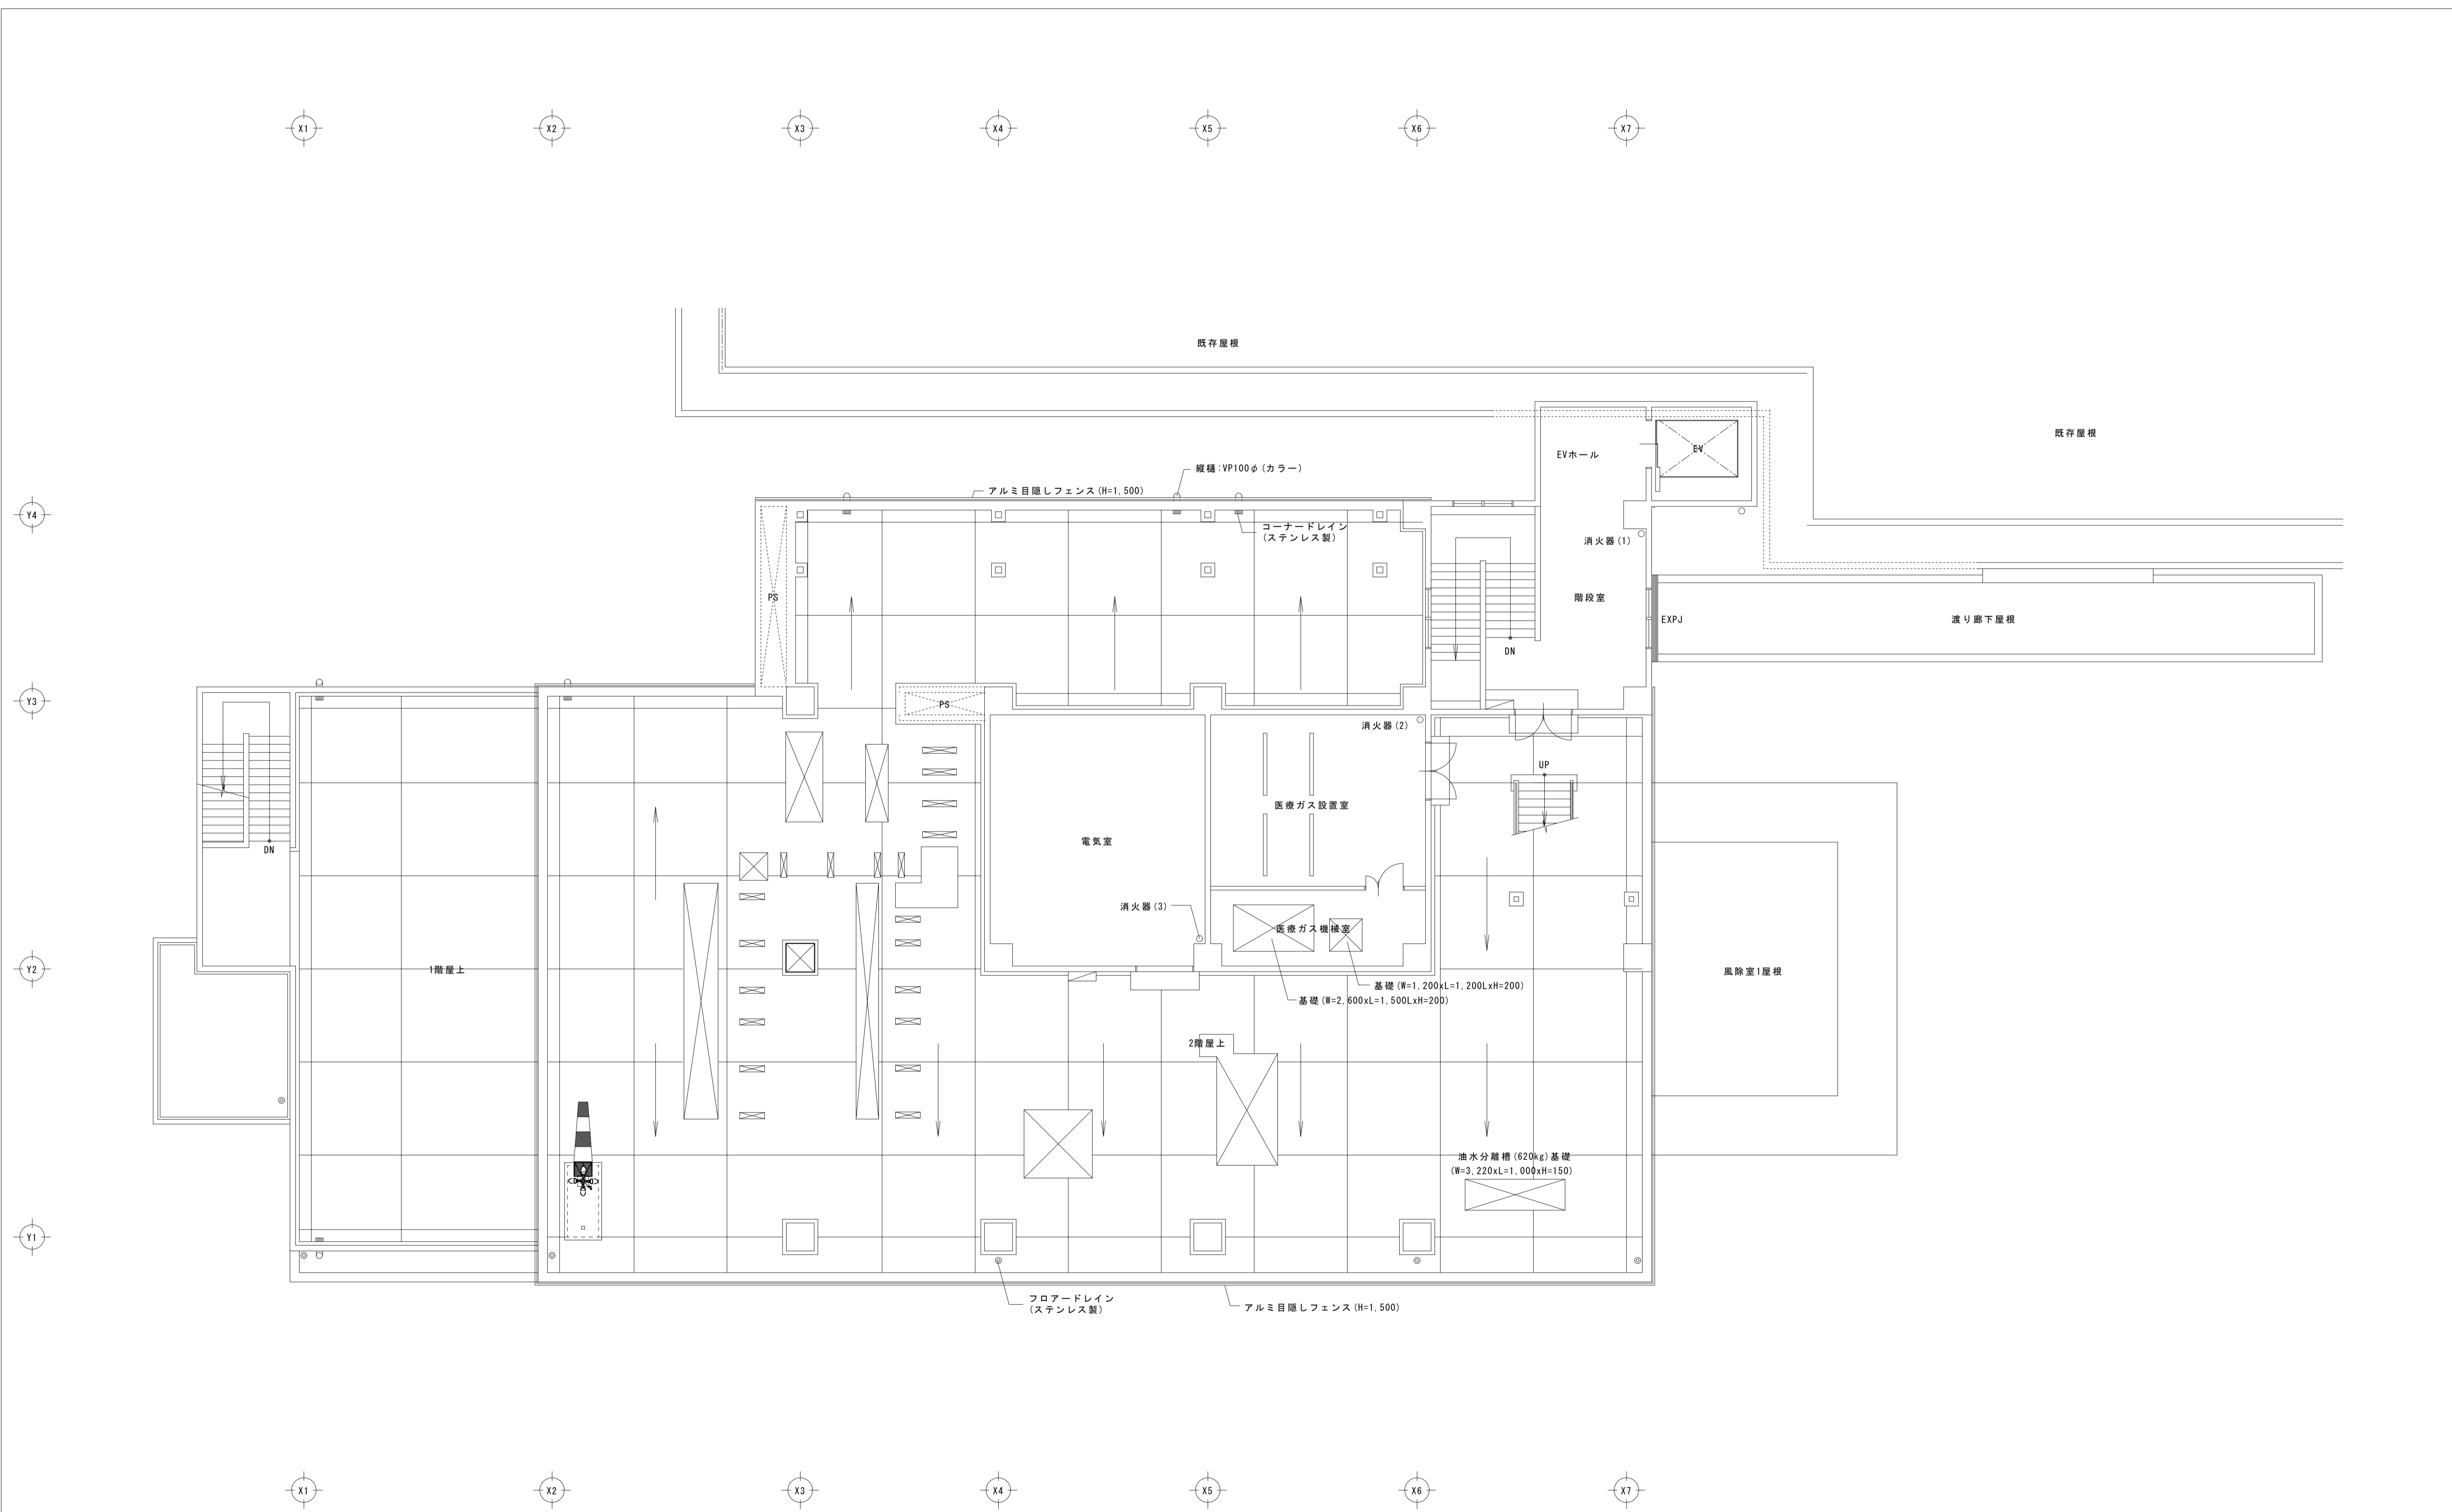 X1
X2
X3
X4
X5
X6
X7
既存屋根
既存屋根
EV
EVホール
縦樋:VP100φ(カラー)
アルミ目隠しフェンス(H=1,500)
Y4
コーナードレイン
(ステンレス製)
消火器(1)
PS
階段室
EXPJ
渡り廊下屋根
DN
Y3
PS
消火器(2)
UP
医療ガス設置室
電気室
DN
消火器(3)
医療ガス機械室
Y2
1階屋上
風除室1屋根
基礎(W=1,200xL=1,200LxH=200)
基礎(W=2,600xL=1,500LxH=200)
2階屋上
油水分離槽(620kg)基礎
(W=3,220xL=1,000xH=150)
Y1
フロアードレイン
(ステンレス製)
アルミ目隠しフェンス(H=1,500)
X1
X2
X3
X4
X5
X6
X7